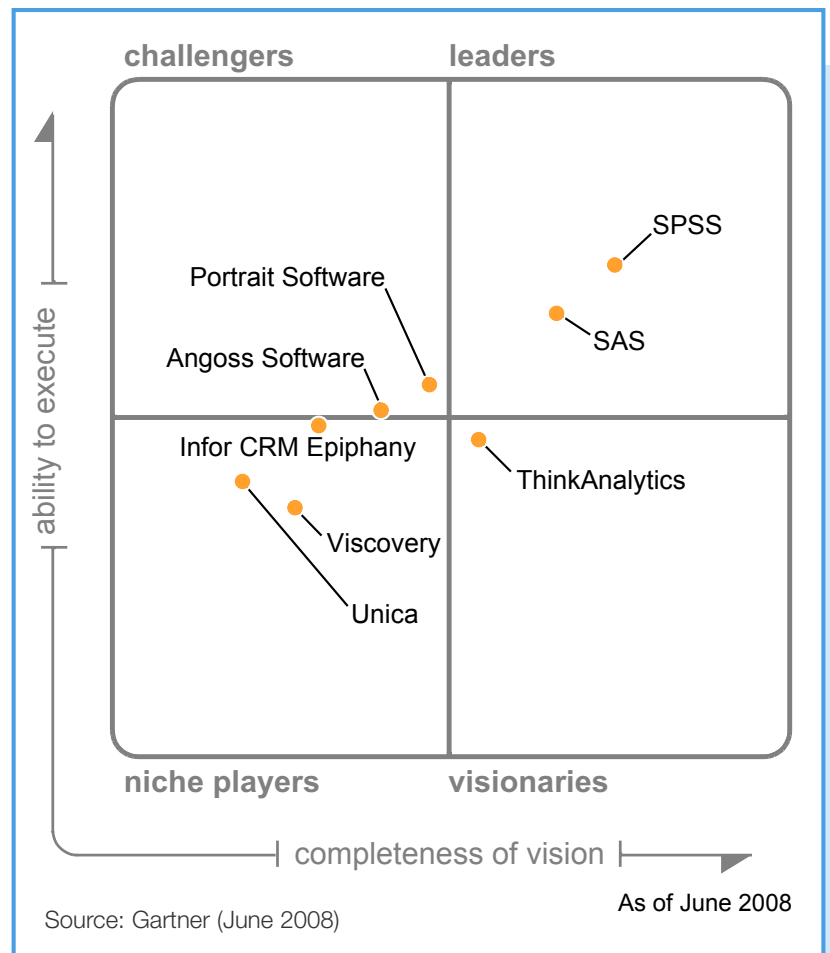 challengers
leaders
SPSS
Portrait Software
SAS
Angoss Software
Infor CRM Epiphany
ThinkAnalytics
Viscovery
Unica
ability to execute
niche players
visionaries
completeness of vision
As of June 2008
Source: Gartner (June 2008)